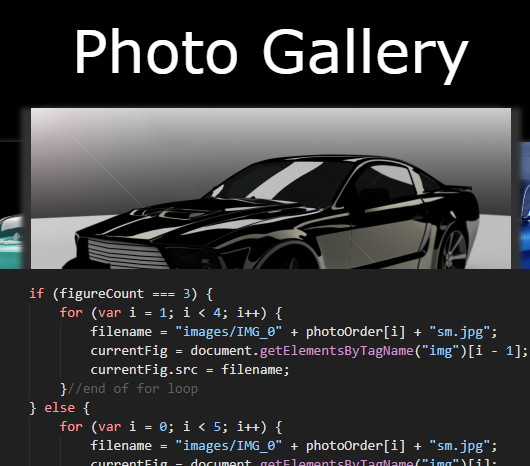 Photo Gallery
if (figureCount === 3) {
for (var i = 1; i < 4; i++) {
filename = "images/IMG_0" + photoOrder[i] + "sm.jpg";
currentFig = document.getElementsByTagName("img")[i - 1];
currentFig.src = filename;
}//end of for loop
} else {
for (var i = 0; i < 5; i++) {
filename = "images/IMG_0" + photoOrder[i] + "sm.jpg";
currentFig = document.getElementsByTagName("img")[i];